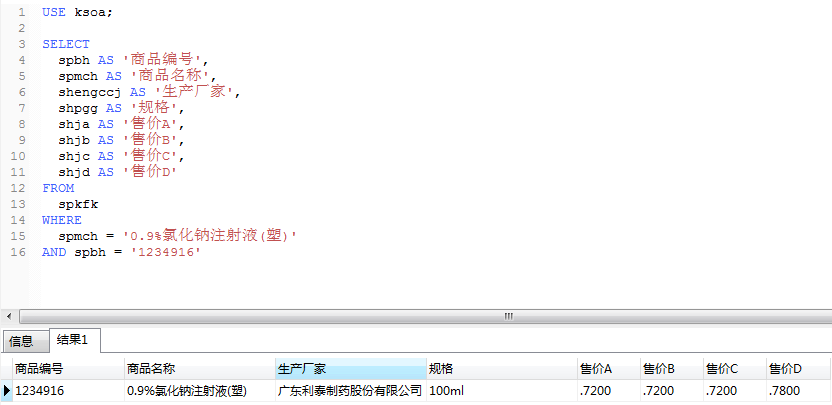 1 USE ksoa;
2
3 SELECT
4 spbh AS '商品编号',
5 spmch AS '商品名称',
6 shengccj AS '生产厂家',
7 shpgg AS '规格',
8 shja AS '售价A',
9 shjb AS '售价B',
10 shjc AS '售价C',
11 shjd AS '售价D'
12 FROM
13 spkfk
14 WHERE
15 spmch = '0.9%氯化钠注射液(塑)'
16 AND spbh = '1234916'
信息 结果1
商品编号 商品名称 生产厂家 规格 售价A 售价B 售价C 售价D
1234916 0.9%氯化钠注射液(塑) 广东利泰制药股份有限公司 100ml .7200 .7200 .7200 .7800